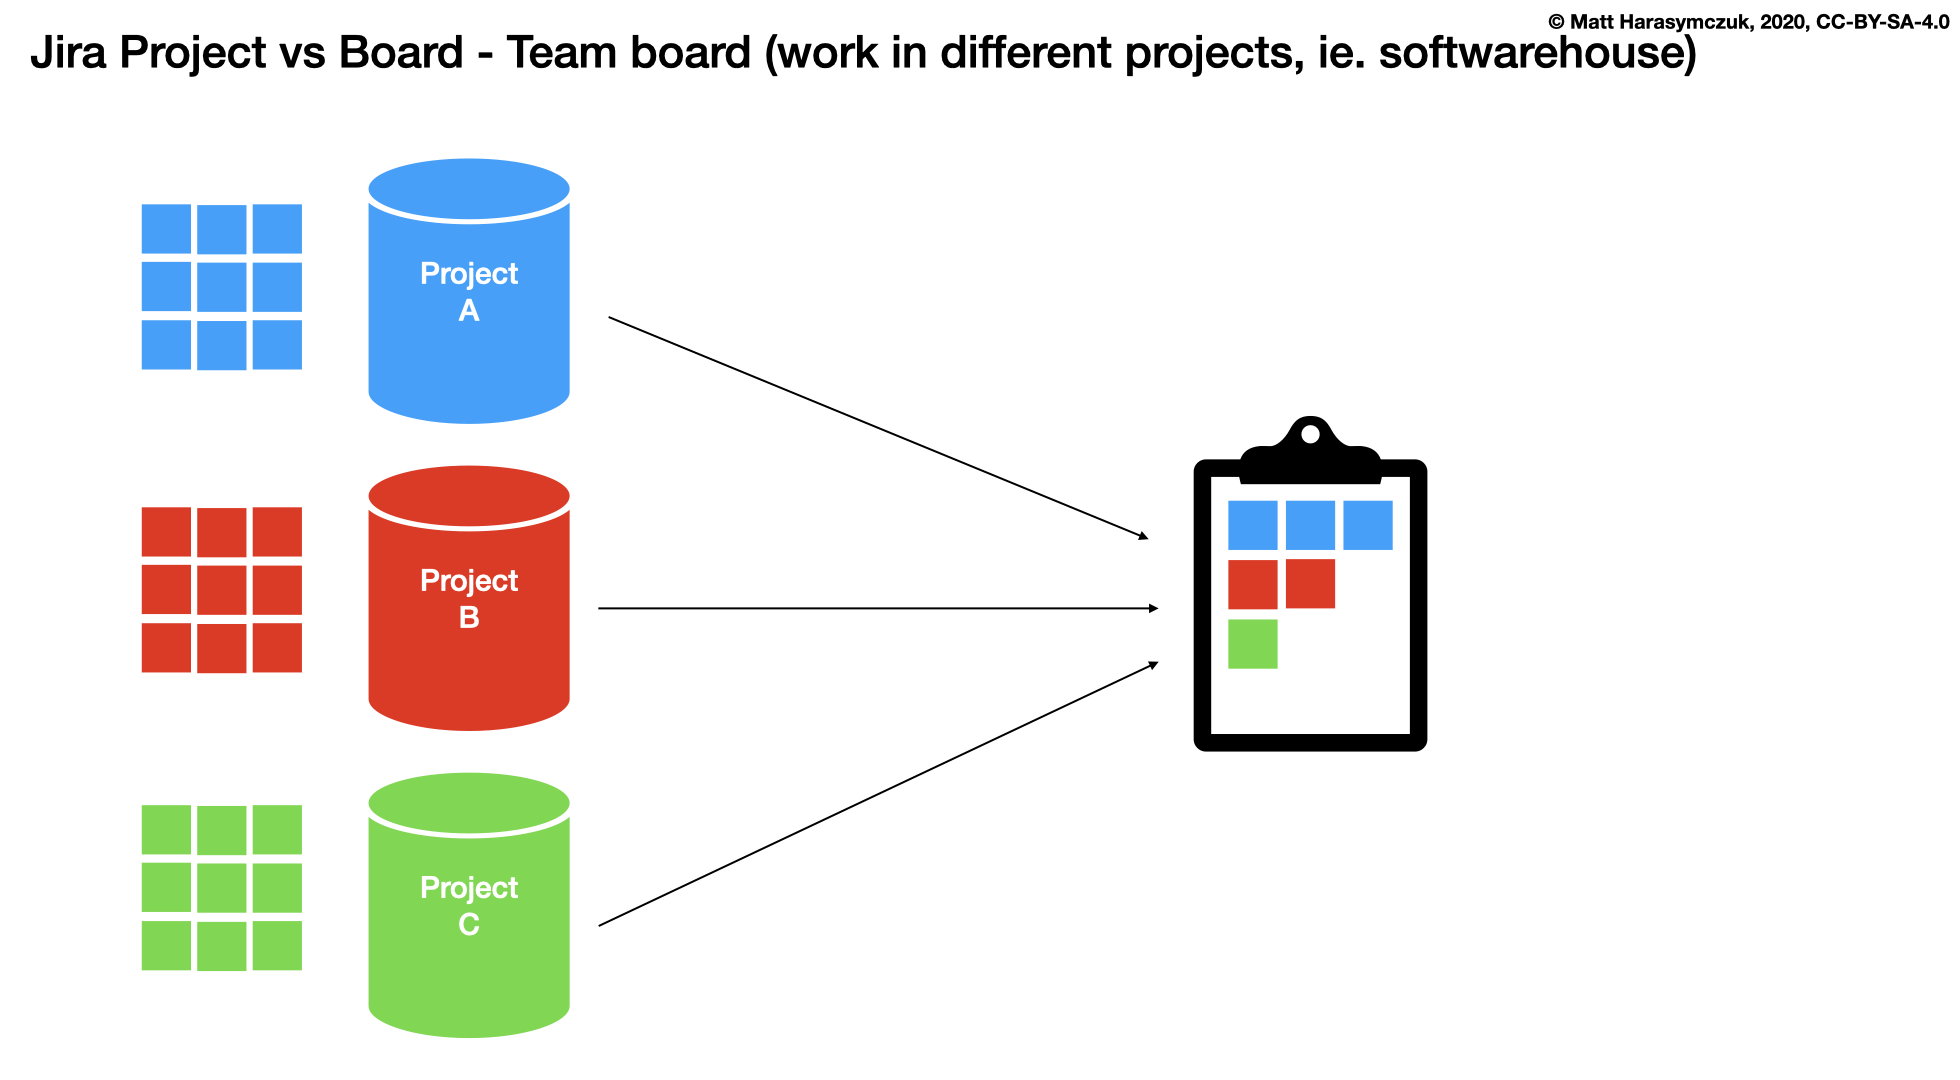 © Matt Harasymczuk, 2020, CC-BY-SA-4.0
Jira Project vs Board - Team board (work in different projects, ie. softwarehouse)
Project
A
Project
B
Project
C